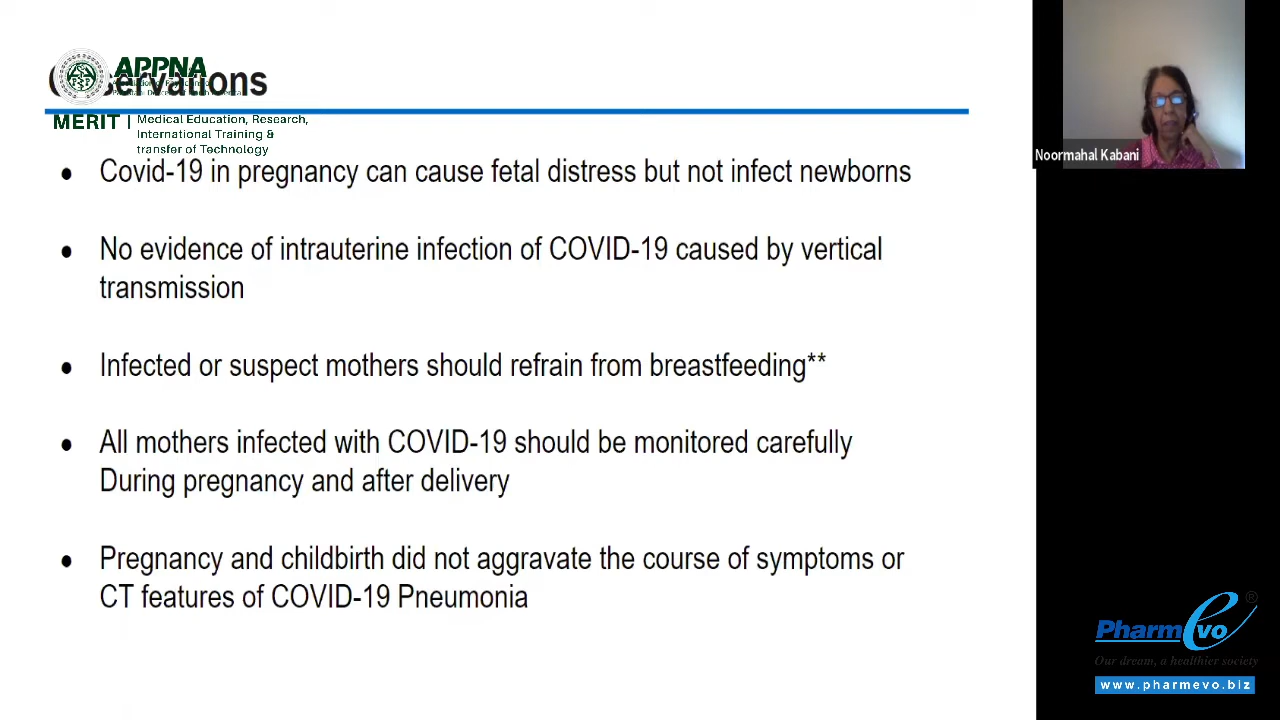 APPNA
servations
MERIT | Medical Education, Research,
International Training &
transfer of Technology
• Covid-19 in pregnancy can cause fetal distress but not infect newborns
• No evidence of intrauterine infection of COVID-19 caused by vertical
transmission
• Infected or suspect mothers should refrain from breastfeeding**
• All mothers infected with COVID-19 should be monitored carefully
During pregnancy and after delivery
• Pregnancy and childbirth did not aggravate the course of symptoms or
CT features of COVID-19 Pneumonia
Noormahal Kabani
PharmEvo ®
Our dream, a healthier society
www.pharmevo.biz